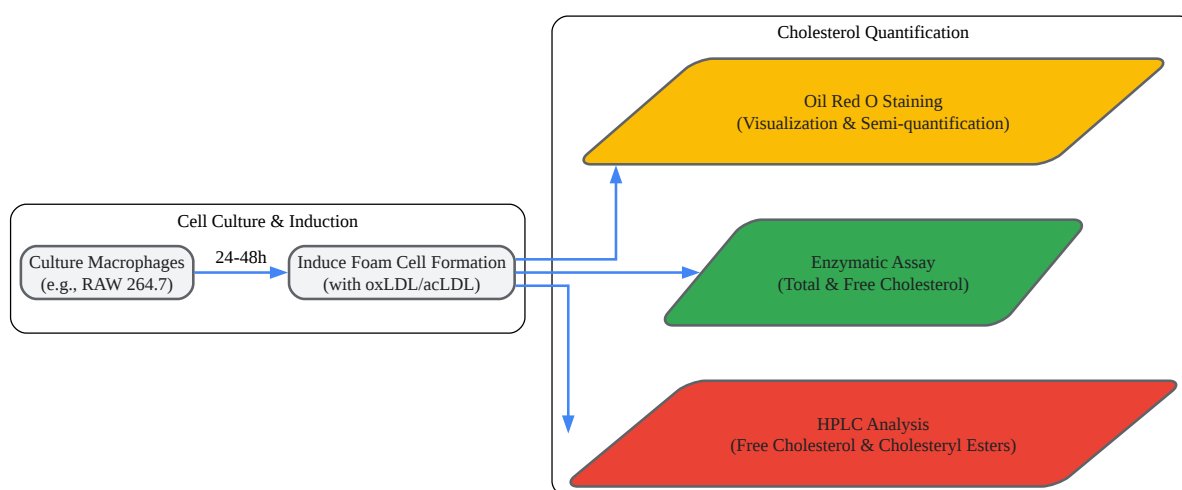 Cholesterol Quantification
Oil Red O Staining
(Visualization & Semi-quantification)
Cell Culture & Induction
Culture Macrophages
(e.g., RAW 264.7)
24-48h
Induce Foam Cell Formation
(with oxLDL/acLDL)
Enzymatic Assay
(Total & Free Cholesterol)
HPLC Analysis
(Free Cholesterol & Cholesteryl Esters)